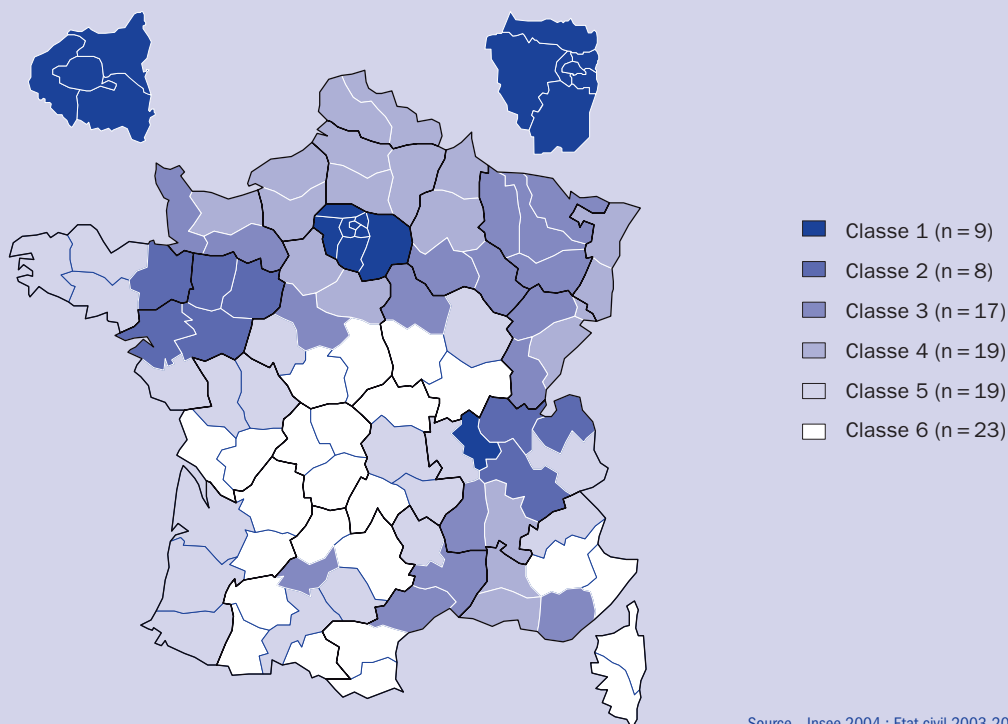 Classe 1 (n = 9)
Classe 2 (n = 8)
Classe 3 (n = 17)
Classe 4 (n = 19)
Classe 5 (n = 19)
Classe 6 (n = 23)
Source – Insee 2004 : Etat civil 2003-20